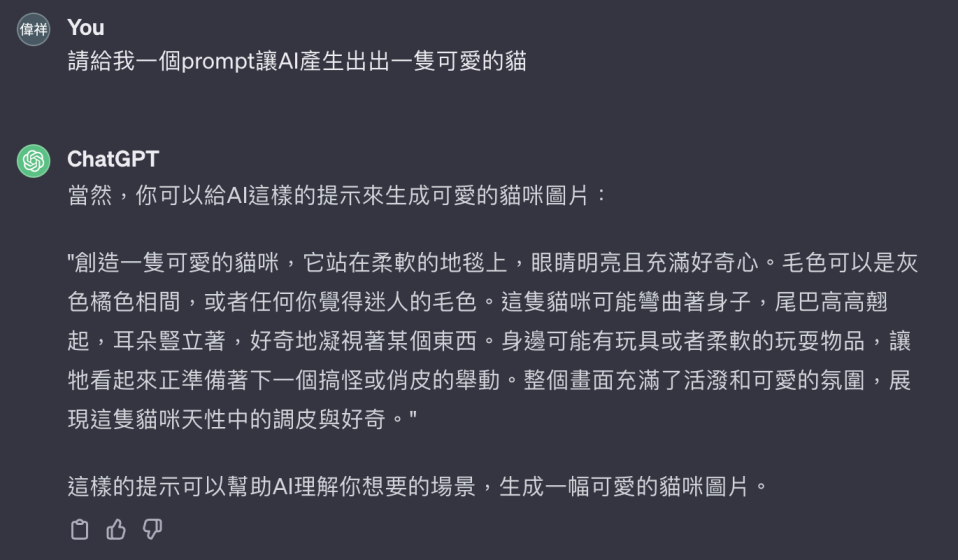 偉祥
You
請給我一個prompt讓AI產生出出一隻可愛的貓
ChatGPT
當然，你可以給AI這樣的提示來生成可愛的貓咪圖片：
"創造一隻可愛的貓咪，它站在柔軟的地毯上，眼睛明亮且充滿好奇心。毛色可以是灰
色橘色相間，或者任何你覺得迷人的毛色。這隻貓咪可能彎曲著身子，尾巴高高翹
起，耳朵豎立著，好奇地凝視著某個東西。身邊可能有玩具或者柔軟的玩耍物品，讓
牠看起來正準備著下一個搞怪或俏皮的舉動。整個畫面充滿了活潑和可愛的氛圍，展
現這隻貓咪天性中的調皮與好奇。"
這樣的提示可以幫助AI理解你想要的場景，生成一幅可愛的貓咪圖片。